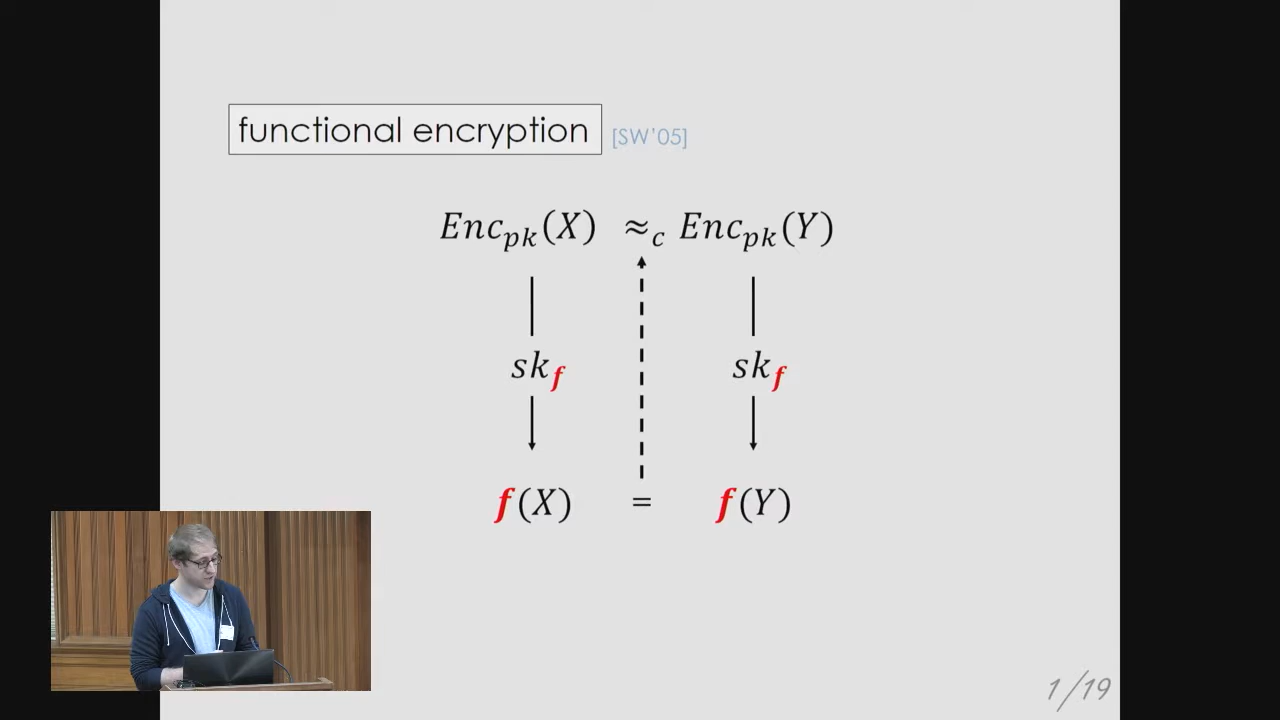 functional encryption [SW'05]
Enc_pk(X) ≈_c Enc_pk(Y)
sk_f sk_f
f(X) = f(Y)
1/19